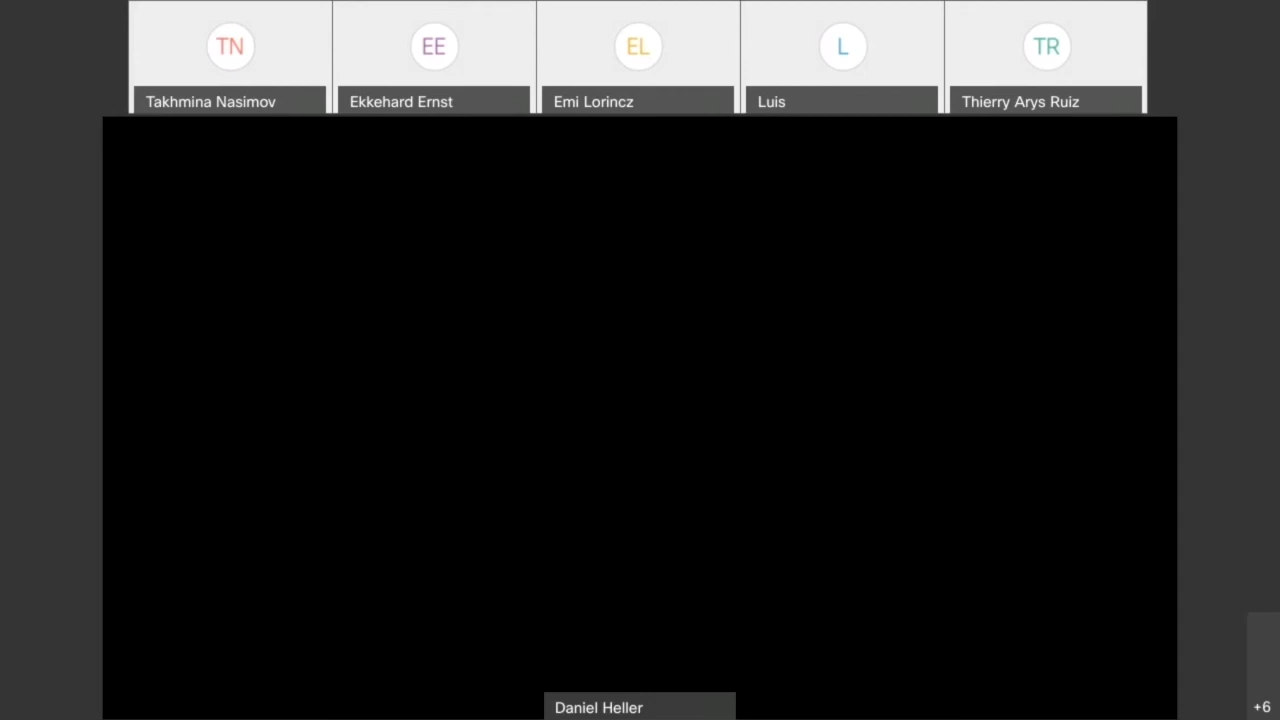 TN
EE
EL
L
TR
Takhmina Nasimov
Ekkehard Ernst
Emi Lorincz
Luis
Thierry Arys Ruiz
+6
Daniel Heller